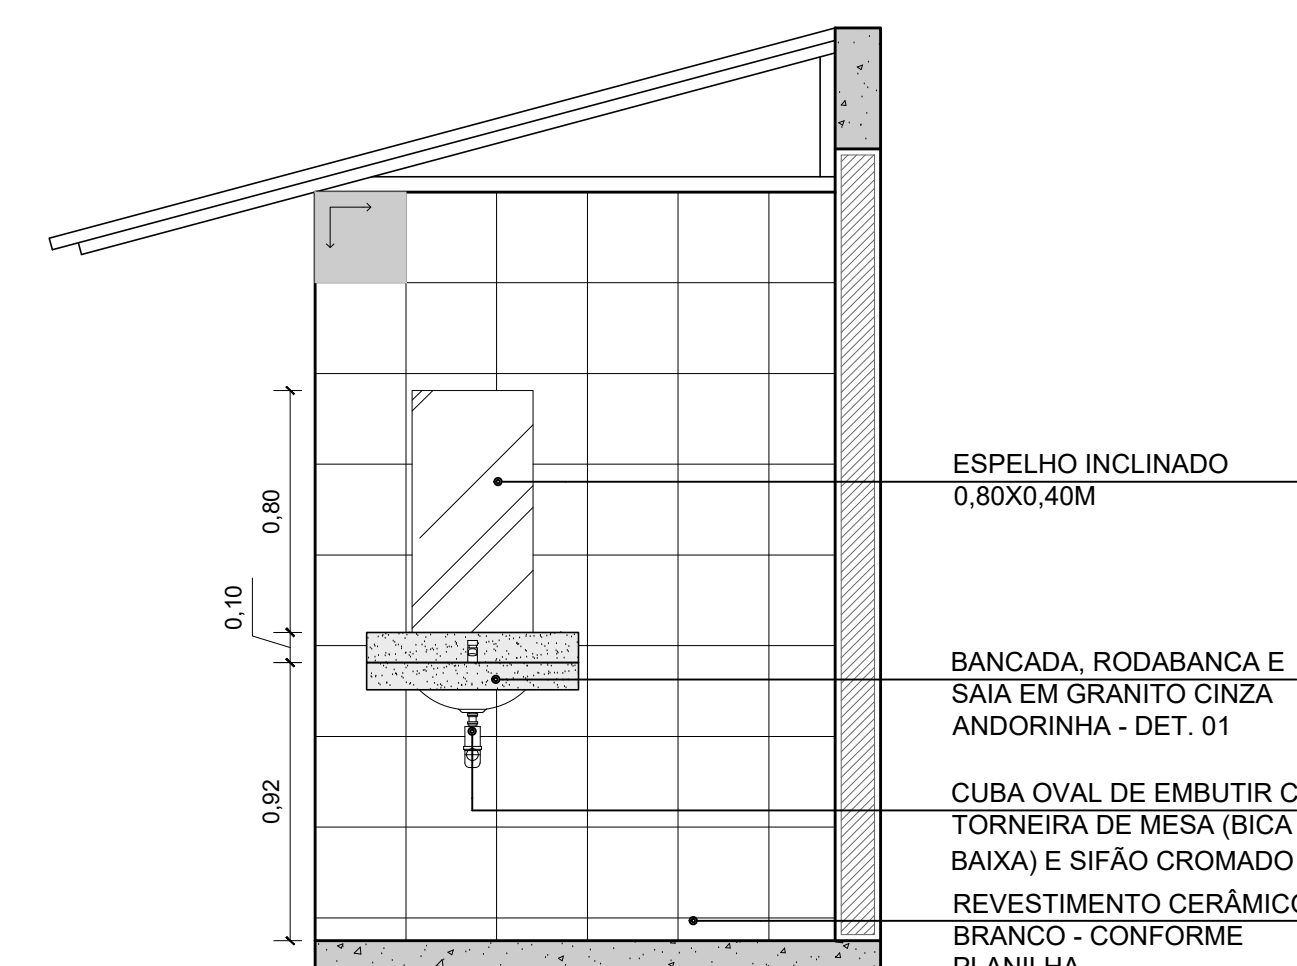 ESPELHO INCLINADO
0,80X0,40M
0,80
0,10
BANCADA, RODABANCA E
SAIA EM GRANITO CINZA
ANDORINHA - DET. 01
0,92
CUBA OVAL DE EMBUTIR C
TORNEIRA DE MESA (BICA
BAIXA) E SIFÃO CROMADO
REVESTIMENTO CERÂMICO
BRANCO - CONFORME
PLANILHA